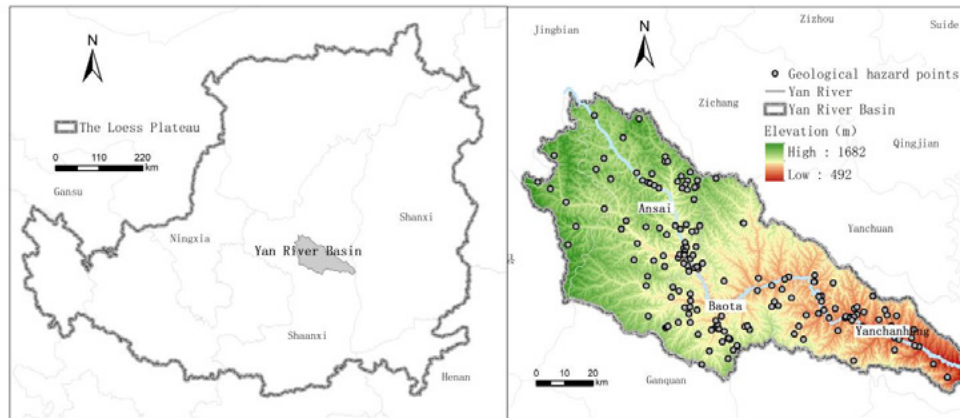 N
The Loess Plateau
0 110 220
km
Gansu
Ningxia
Shanxi
Yan River Basin
Shaanxi
Henan
Zizhou
Suide
Jingbian
N
Geological hazard points
Yan River
Zichang
Yan River Basin
Elevation (m)
Qingjian
High : 1682
Low : 492
Ansai
Yanchuan
Baota
Yanchanhing
0 10 20
km
Ganquan